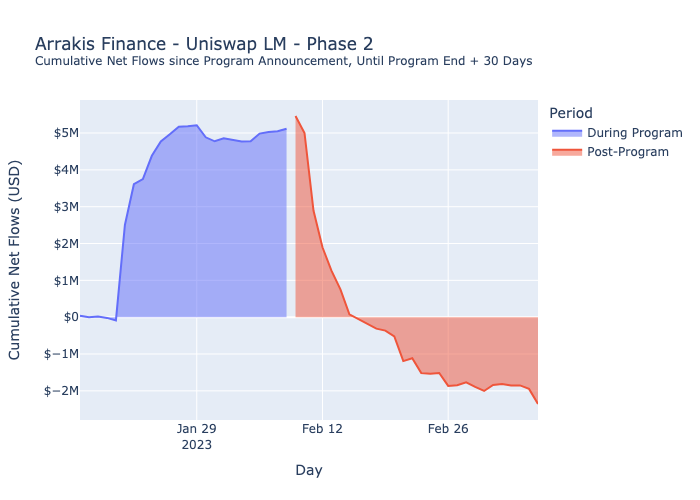 Arrakis Finance - Uniswap LM - Phase 2
Cumulative Net Flows since Program Announcement, Until Program End + 30 Days
Period
During Program
Post-Program
Cumulative Net Flows (USD)
$5M
$4M
$3M
$2M
$1M
$0
$−1M
$−2M
Jan 29
2023
Feb 12
Feb 26
Day